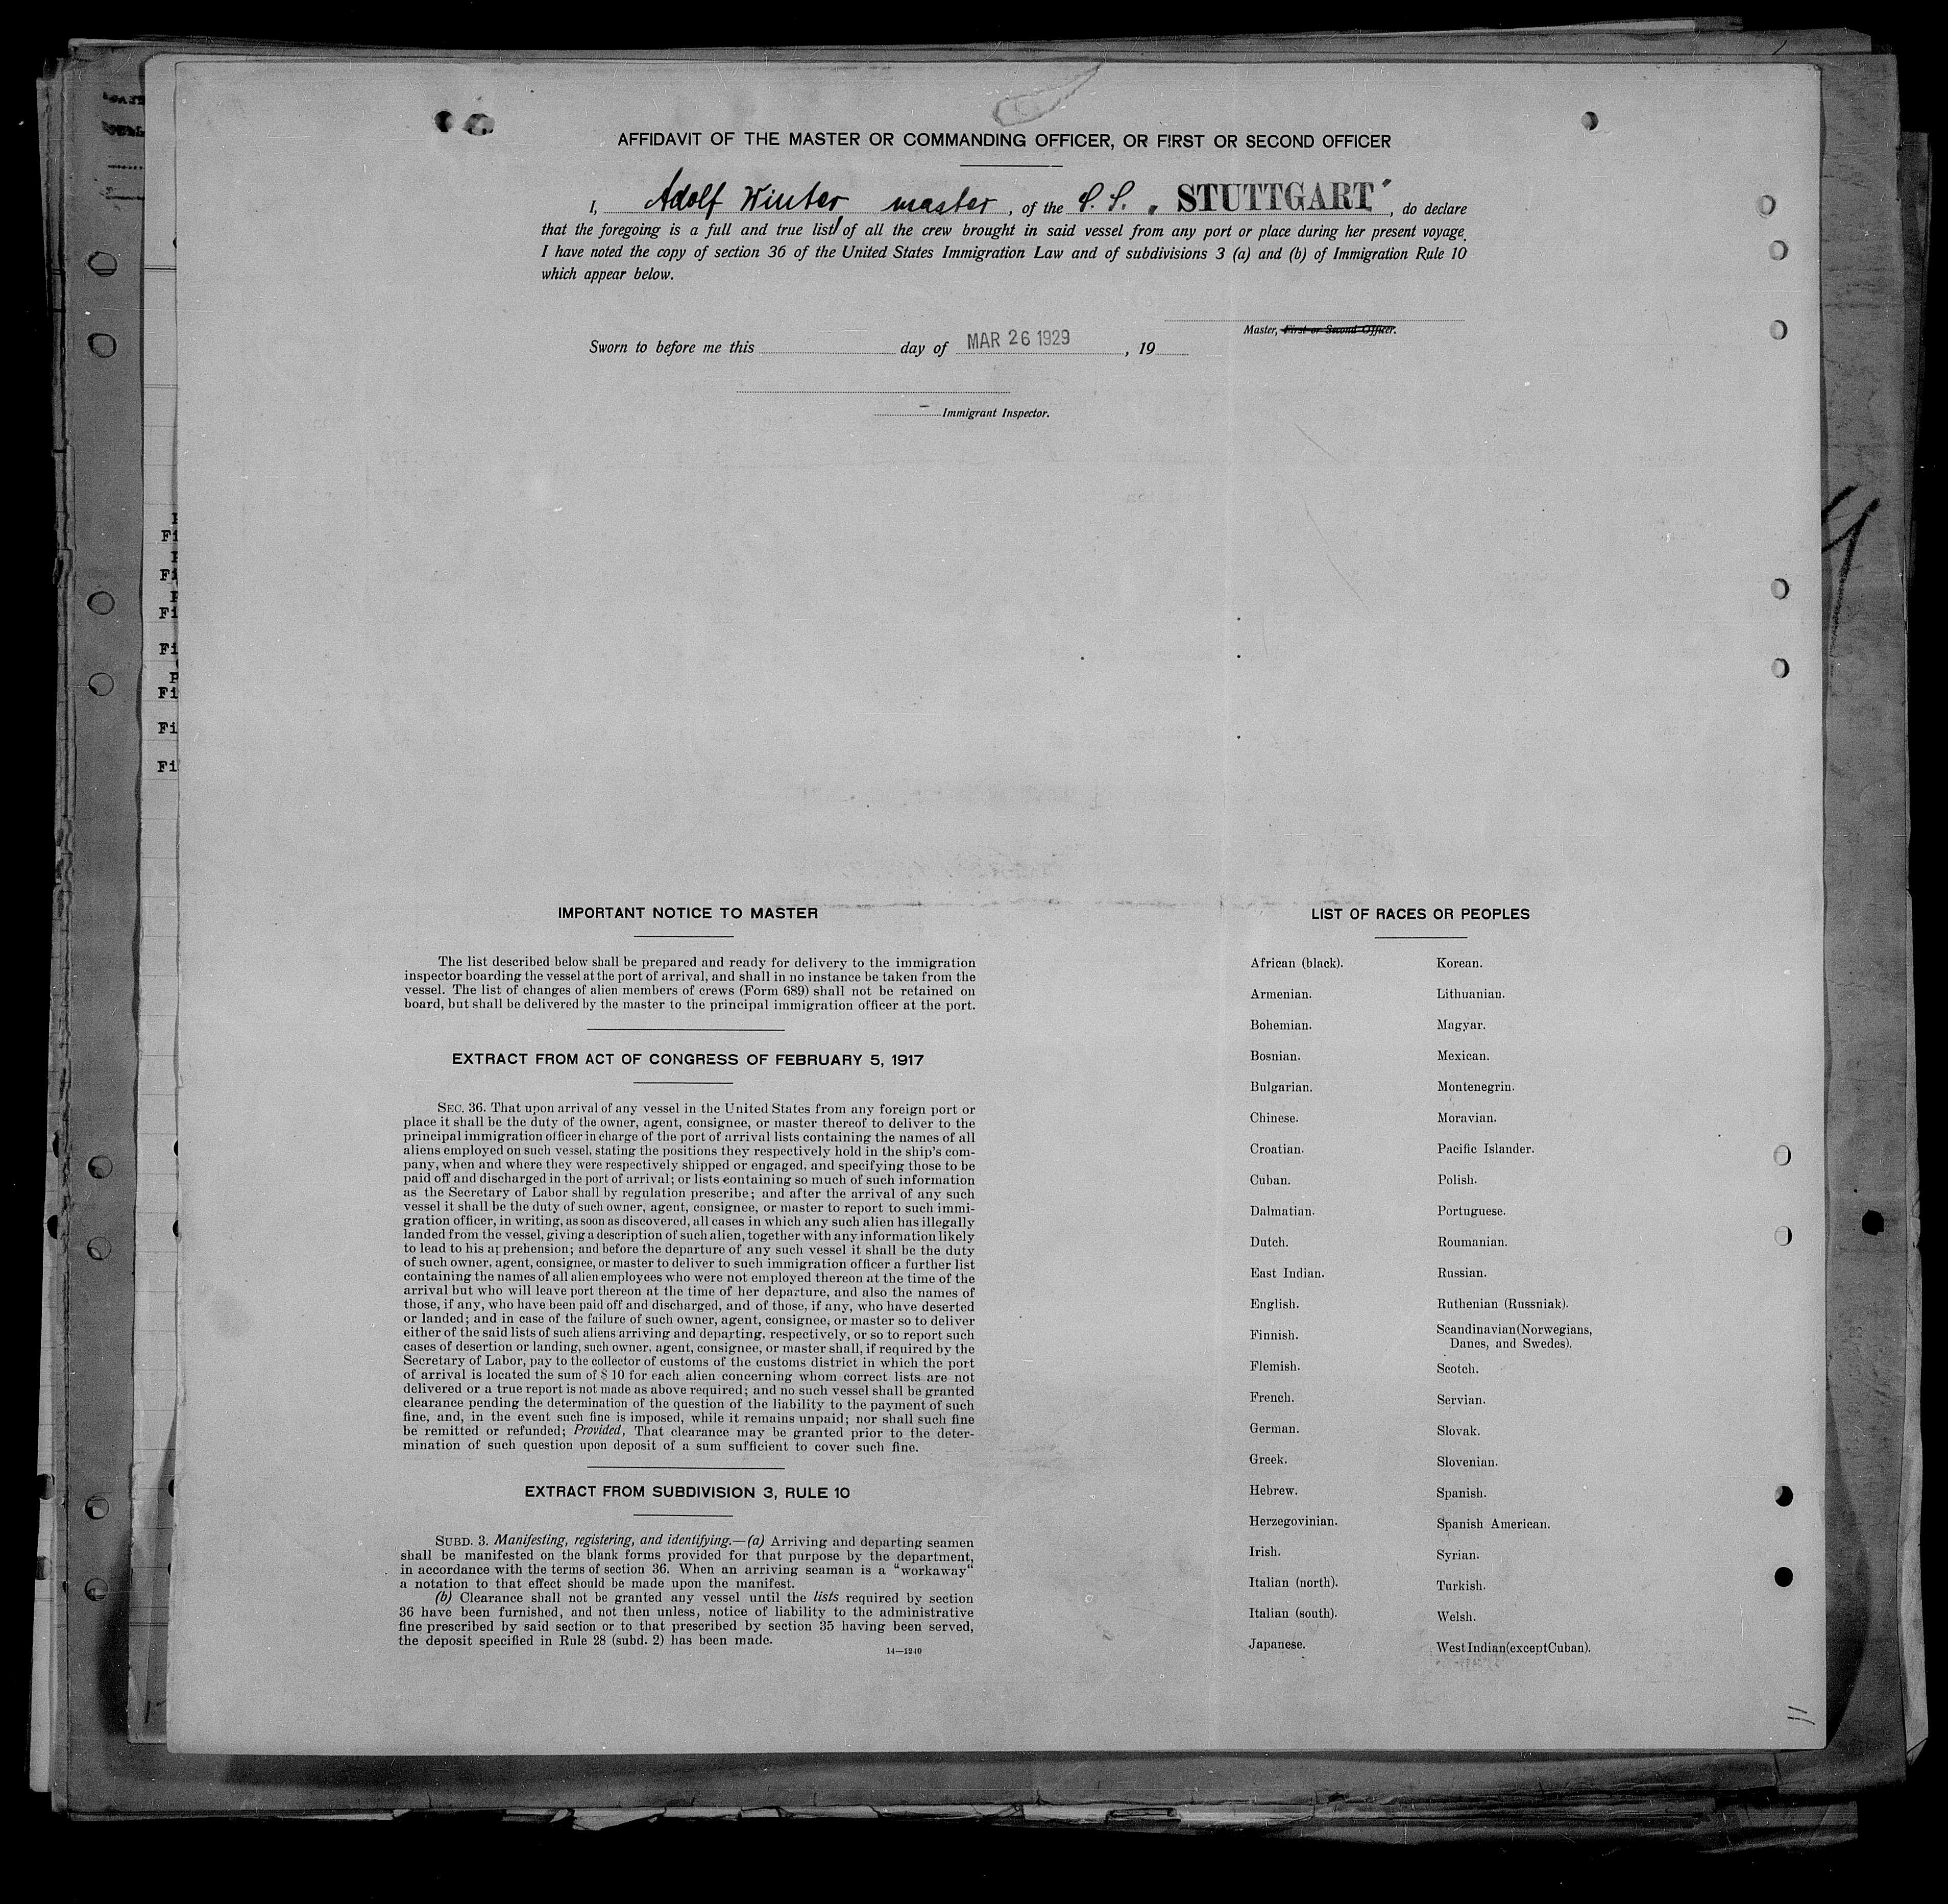 AFFIDAVIT OF THE MASTER OR COMMANDING OFFICER, OR FIRST OR SECOND OFFICER
I, Adolf Winter master, of the S. S. „STUTTGART", do declare
that the foregoing is a full and true list of all the crew brought in said vessel from any port or place during her present voyage.
I have noted the copy of section 36 of the United States Immigration Law and of subdivisions 3 (a) and (b) of Immigration Rule 10
which appear below.
Master, First or Second Officer.
Sworn to before me this day of MAR 26 1929, 19
Immigrant Inspector.
IMPORTANT NOTICE TO MASTER
The list described below shall be prepared and ready for delivery to the immigration
inspector boarding the vessel at the port of arrival, and shall in no instance be taken from the
vessel. The list of changes of alien members of crews (Form 689) shall not be retained on
board, but shall be delivered by the master to the principal immigration officer at the port.
EXTRACT FROM ACT OF CONGRESS OF FEBRUARY 5, 1917
SEC. 36. That upon arrival of any vessel in the United States from any foreign port or
place it shall be the duty of the owner, agent, consignee, or master thereof to deliver to the
principal immigration officer in charge of the port of arrival lists containing the names of all
aliens employed on such vessel, stating the positions they respectively hold in the ship's com-
pany, when and where they were respectively shipped or engaged, and specifying those to be
paid off and discharged in the port of arrival; or lists containing so much of such information
as the Secretary of Labor shall by regulation prescribe; and after the arrival of any such
vessel it shall be the duty of such owner, agent, consignee, or master to report to such immi-
gration officer, in writing, as soon as discovered, all cases in which any such alien has illegally
landed from the vessel, giving a description of such alien, together with any information likely
to lead to his apprehension; and before the departure of any such vessel it shall be the duty
of such owner, agent, consignee, or master to deliver to such immigration officer a further list
containing the names of all alien employees who were not employed thereon at the time of the
arrival but who will leave port thereon at the time of her departure, and also the names of
those, if any, who have been paid off and discharged, and of those, if any, who have deserted
or landed; and in case of the failure of such owner, agent, consignee, or master so to deliver
either of the said lists of such aliens arriving and departing, respectively, or so to report such
cases of desertion or landing, such owner, agent, consignee, or master shall, if required by the
Secretary of Labor, pay to the collector of customs of the customs district in which the port
of arrival is located the sum of $ 10 for each alien concerning whom correct lists are not
delivered or a true report is not made as above required; and no such vessel shall be granted
clearance pending the determination of the question of the liability to the payment of such
fine, and, in the event such fine is imposed, while it remains unpaid; nor shall such fine
be remitted or refunded; Provided, That clearance may be granted prior to the deter-
mination of such question upon deposit of a sum sufficient to cover such fine.
EXTRACT FROM SUBDIVISION 3, RULE 10
SUBD. 3. Manifesting, registering, and identifying.—(a) Arriving and departing seamen
shall be manifested on the blank forms provided for that purpose by the department,
in accordance with the terms of section 36. When an arriving seaman is a "workaway"
a notation to that effect should be made upon the manifest.
(b) Clearance shall not be granted any vessel until the lists required by section
36 have been furnished, and not then unless, notice of liability to the administrative
fine prescribed by said section or to that prescribed by section 35 having been served,
the deposit specified in Rule 28 (subd. 2) has been made.
14—1240
LIST OF RACES OR PEOPLES
African (black).
Armenian.
Bohemian.
Bosnian.
Bulgarian.
Chinese.
Croatian.
Cuban.
Dalmatian.
Dutch.
East Indian.
English.
Finnish.
Flemish.
French.
German.
Greek.
Hebrew.
Herzegovinian.
Irish.
Italian (north).
Italian (south).
Japanese.
Korean.
Lithuanian.
Magyar.
Mexican.
Montenegrin.
Moravian.
Pacific Islander.
Polish.
Portuguese.
Roumanian.
Russian.
Ruthenian (Russniak).
Scandinavian(Norwegians,
Danes, and Swedes).
Scotch.
Servian.
Slovak.
Slovenian.
Spanish.
Spanish American.
Syrian.
Turkish.
Welsh.
West Indian(except Cuban).